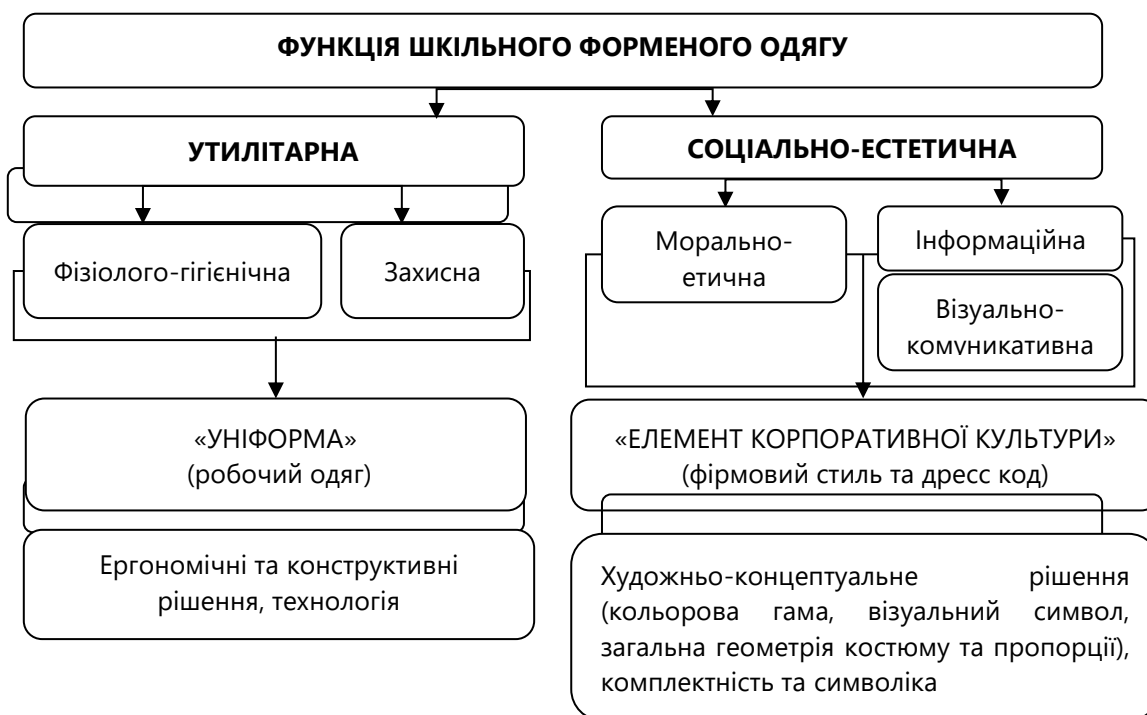 ФУНКЦІЯ ШКІЛЬНОГО ФОРМЕНОГО ОДЯГУ
УТИЛІТАРНА
СОЦІАЛЬНО-ЕСТЕТИЧНА
Фізіолого-гігієнічна
Захисна
Морально-
етична
Інформаційна
Візуально-
комуникативна
«УНІФОРМА»
(робочий одяг)
«ЕЛЕМЕНТ КОРПОРАТИВНОЇ КУЛЬТУРИ»
(фірмовий стиль та дресс код)
Ергономічні та конструктивні
рішення, технологія
Художньо-концептуальне рішення
(кольорова гама, візуальний символ,
загальна геометрія костюму та пропорції),
комплектність та символіка